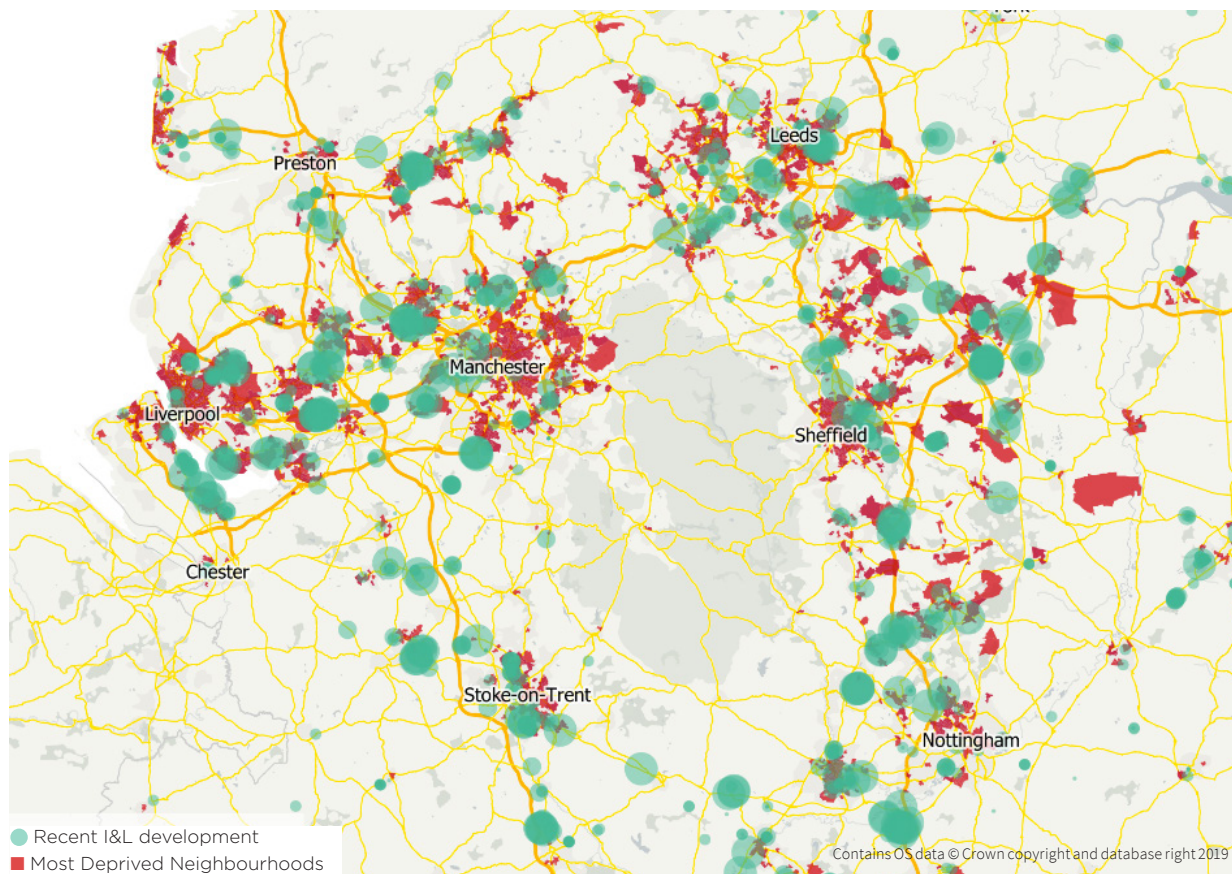 York
Leeds
Preston
Manchester
Liverpool
Sheffield
Chester
Stoke-on-Trent
Nottingham
Recent I&L development
Most Deprived Neighbourhoods
Contains OS data © Crown copyright and database right 2019